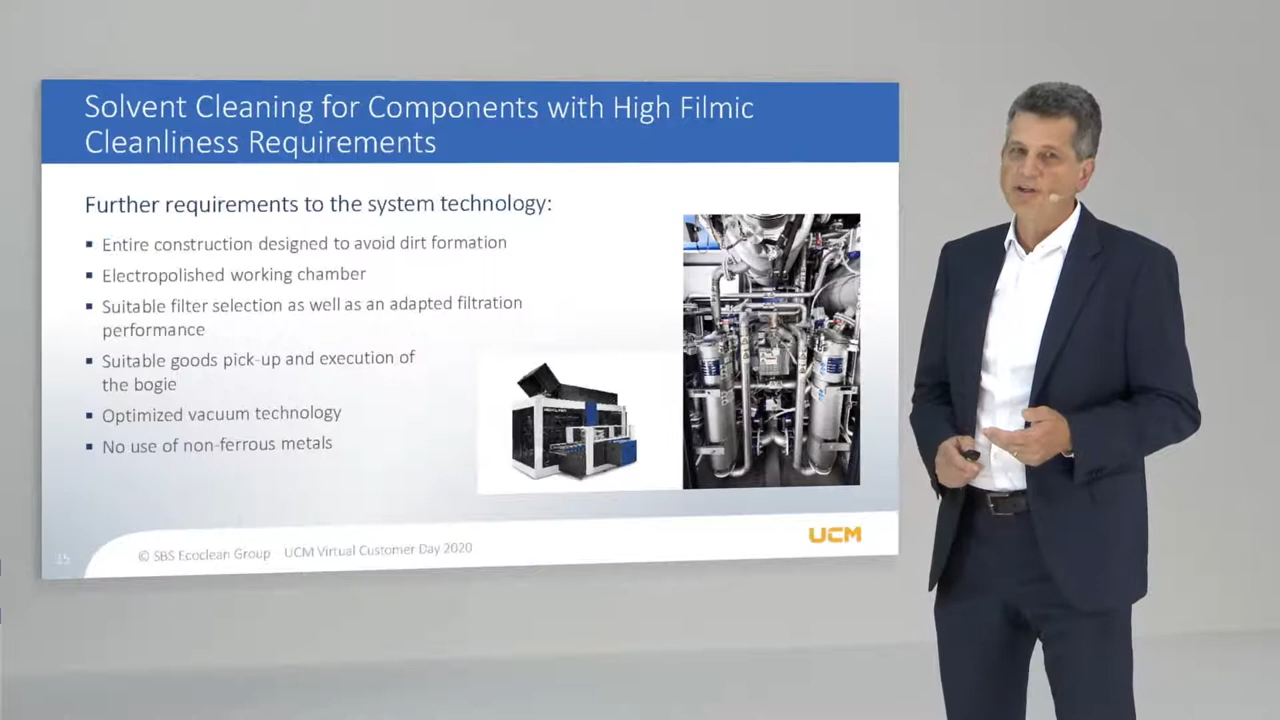 Solvent Cleaning for Components with High Filmic
Cleanliness Requirements
Further requirements to the system technology:
▪ Entire construction designed to avoid dirt formation
▪ Electropolished working chamber
▪ Suitable filter selection as well as an adapted filtration
performance
▪ Suitable goods pick-up and execution of
the bogie
▪ Optimized vacuum technology
▪ No use of non-ferrous metals
15
© SBS Ecoclean Group UCM Virtual Customer Day 2020
UCM